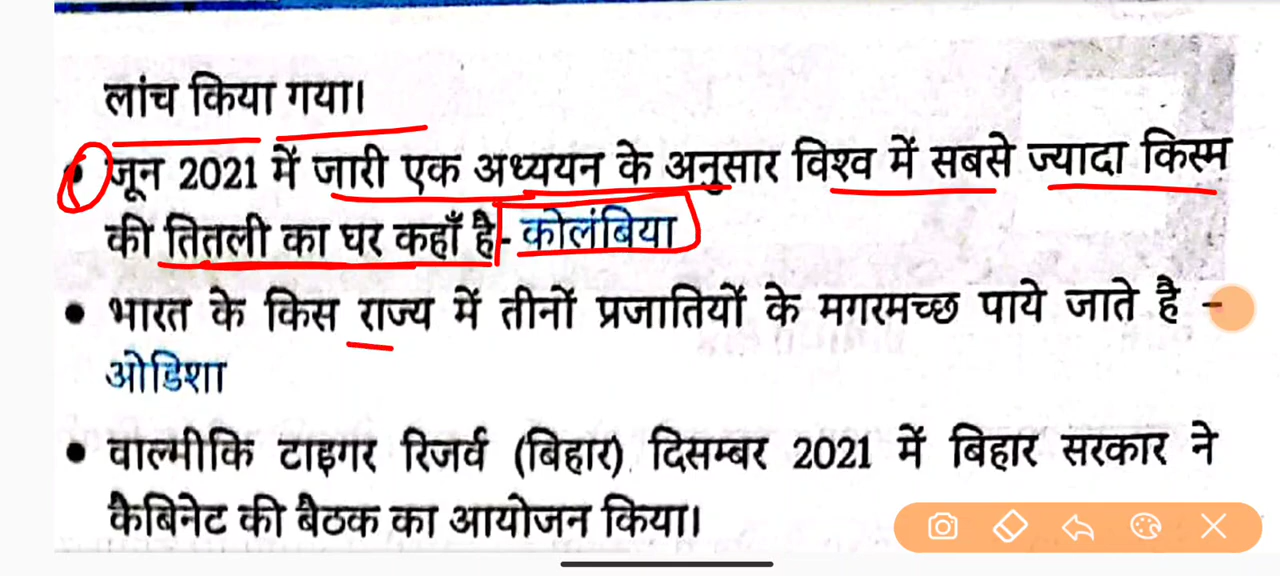 लांच किया गया।
• जून 2021 में जारी एक अध्ययन के अनुसार विश्व में सबसे ज्यादा किस्म
की तितली का घर कहाँ है- कोलंबिया
• भारत के किस राज्य में तीनों प्रजातियों के मगरमच्छ पाये जाते है -
ओडिशा
• वाल्मीकि टाइगर रिजर्व (बिहार) दिसम्बर 2021 में बिहार सरकार ने
कैबिनेट की बैठक का आयोजन किया।